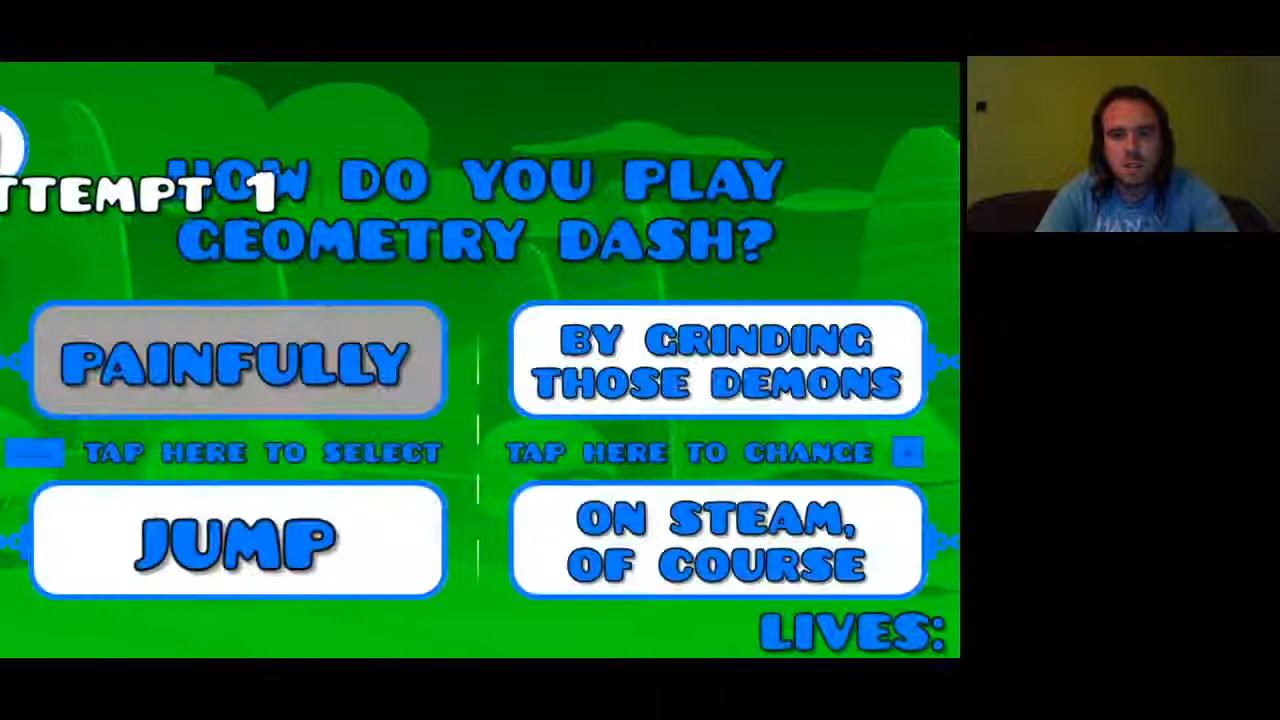 HOW DO YOU PLAY
TTEMPT 1
GEOMETRY DASH?
PAINFULLY
BY GRINDING
THOSE DEMONS
TAP HERE TO SELECT
TAP HERE TO CHANGE
JUMP
ON STEAM,
OF COURSE
LIVES: